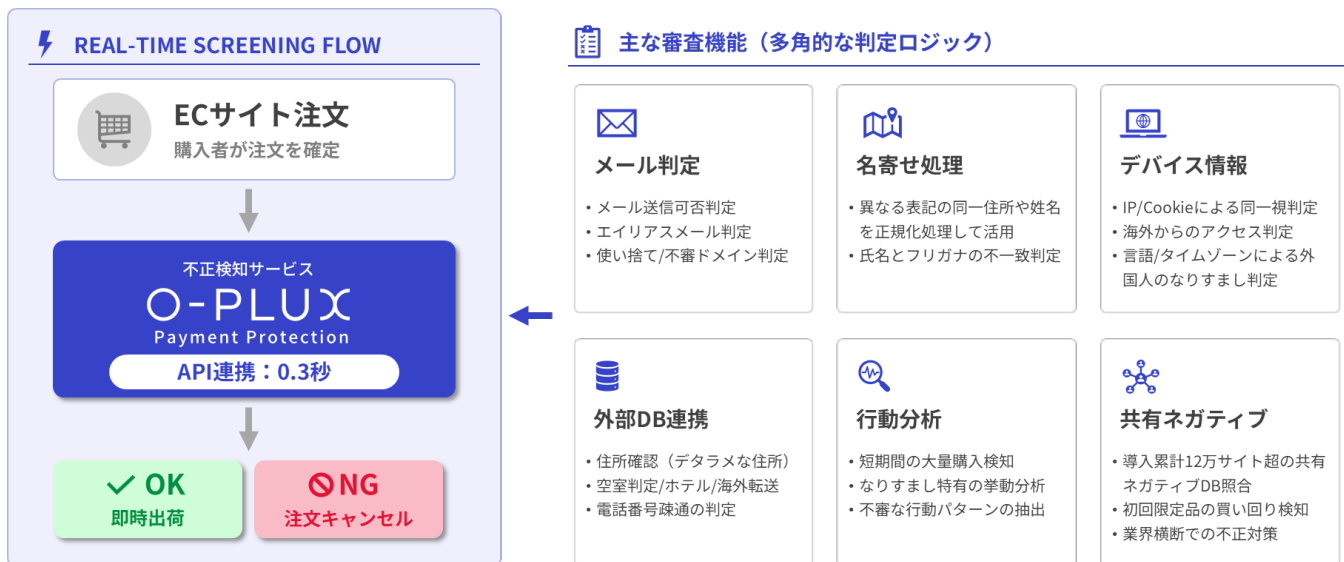 REAL-TIME SCREENING FLOW
ECサイト注文
購入者が注文を確定
不正検知サービス
O-PLUX
Payment Protection
API連携：0.3秒
OK
即時出荷
NG
注文キャンセル
主な審査機能（多角的な判定ロジック）
メール判定
・メール送信可否判定
・エイリアスメール判定
・使い捨て/不審ドメイン判定
名寄せ処理
・異なる表記の同一住所や姓名
を正規化処理して活用
・氏名とフリガナの不一致判定
デバイス情報
・IP/Cookieによる同一視判定
・海外からのアクセス判定
・言語/タイムゾーンによる外
国人のなりすまし判定
外部DB連携
・住所確認（デタラメな住所）
・空室判定/ホテル/海外転送
・電話番号疎通の判定
行動分析
・短期間の大量購入検知
・なりすまし特有の挙動分析
・不審な行動パターンの抽出
共有ネガティブ
・導入累計12万サイト超の共有
ネガティブDB照合
・初回限定品の買い回り検知
・業界横断での不正対策